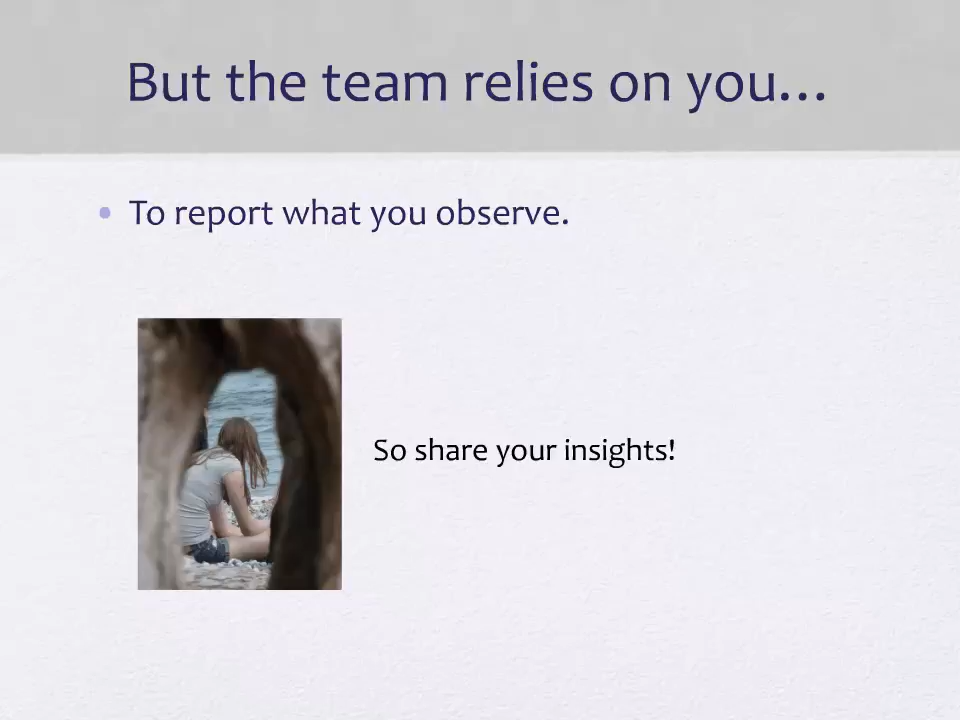 But the team relies on you…
• To report what you observe.
So share your insights!